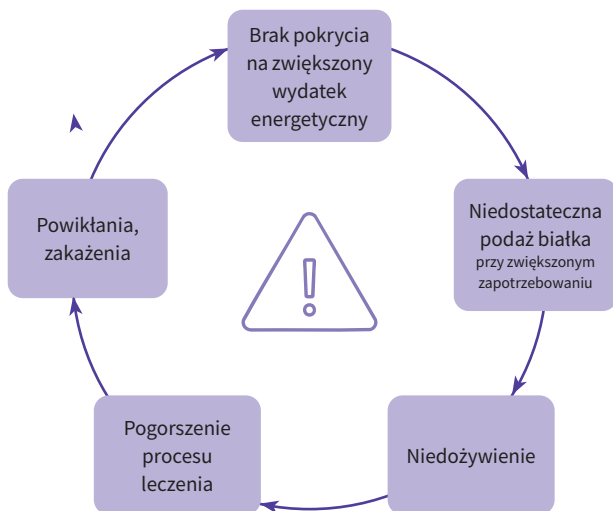 Brak pokrycia
na zwiększony
wydatek
energetyczny
Niedostateczna
podaż białka
przy zwiększonym
zapotrzebowaniu
Niedożywienie
Pogorszenie
procesu
leczenia
Powikłania,
zakażenia